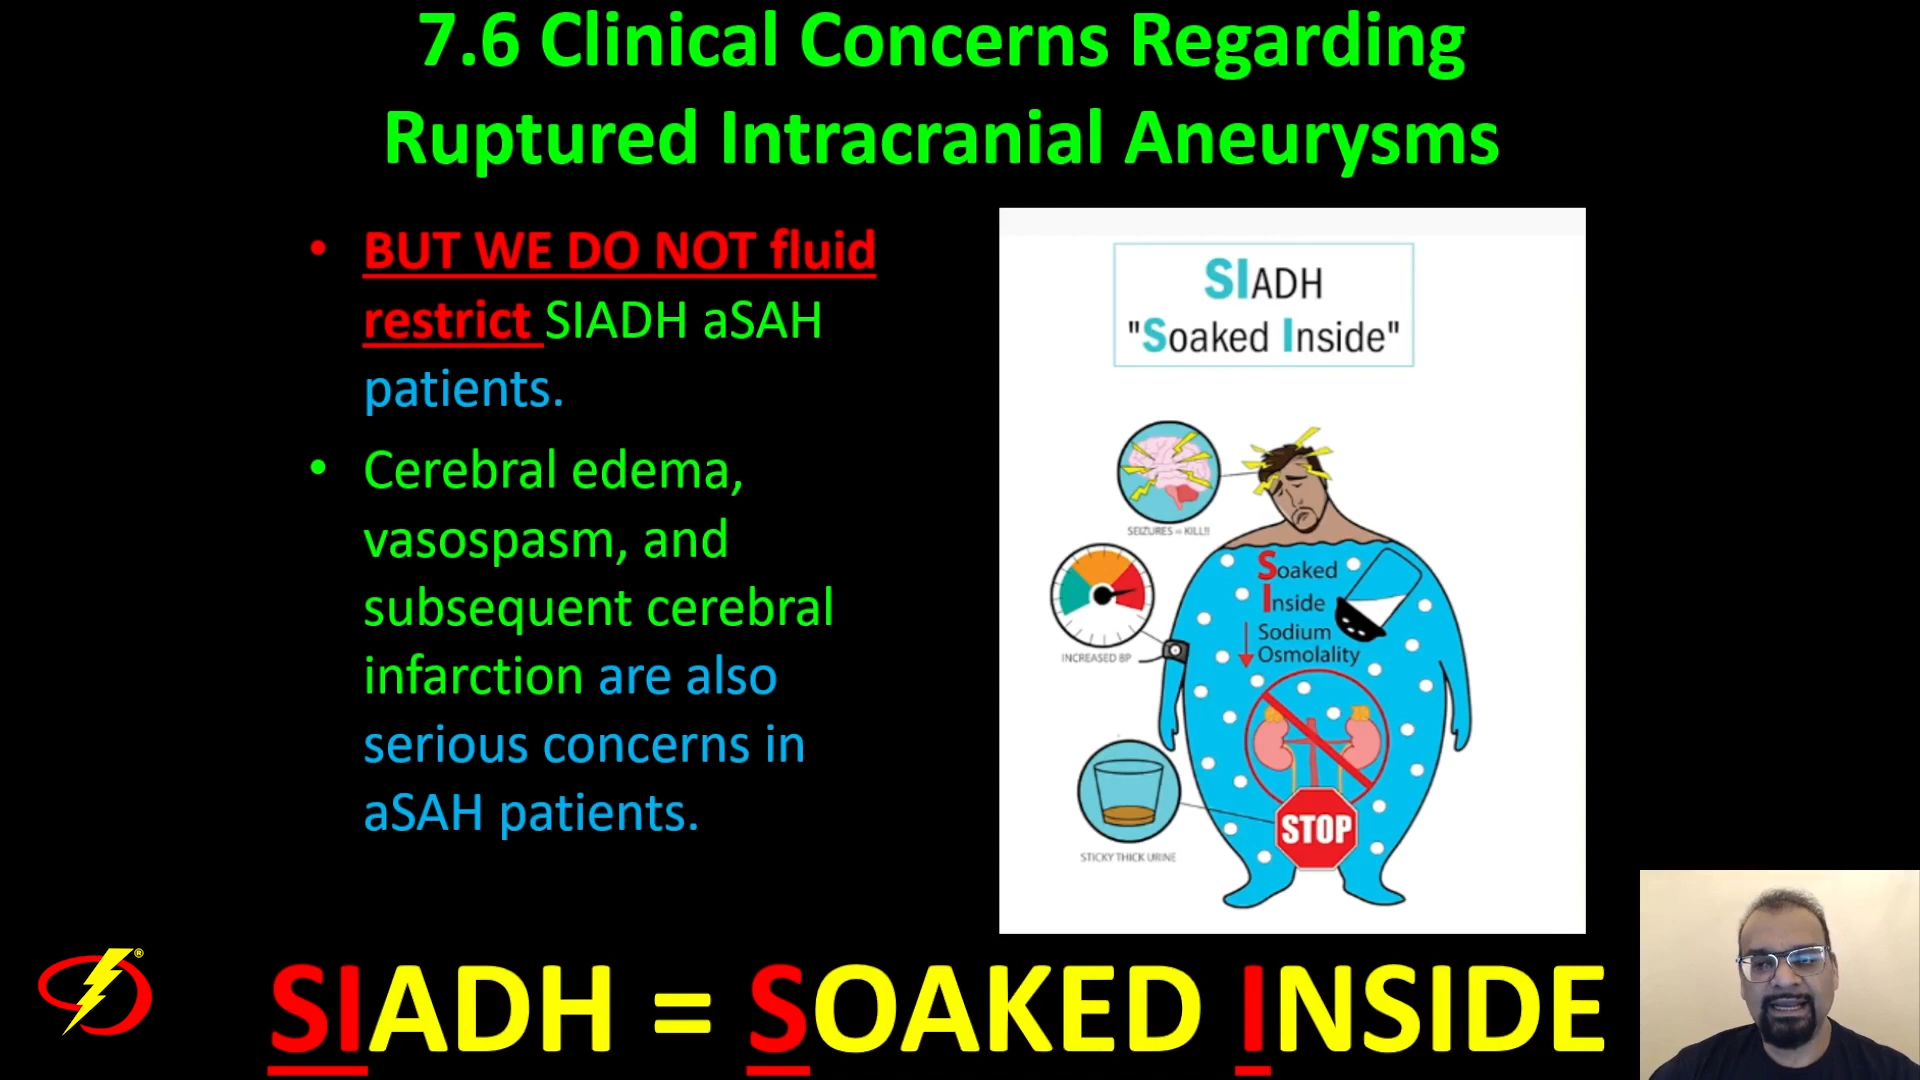 7.6 Clinical Concerns Regarding
Ruptured Intracranial Aneurysms
• BUT WE DO NOT fluid
restrict SIADH aSAH
patients.
• Cerebral edema,
vasospasm, and
subsequent cerebral
infarction are also
serious concerns in
aSAH patients.
SIADH
"Soaked Inside"
SEIZURES = KILL!!
Soaked
Inside
↓ Sodium
Osmolality
INCREASED BP
STOP
STICKY THICK URINE
®
SIADH = SOAKED INSIDE